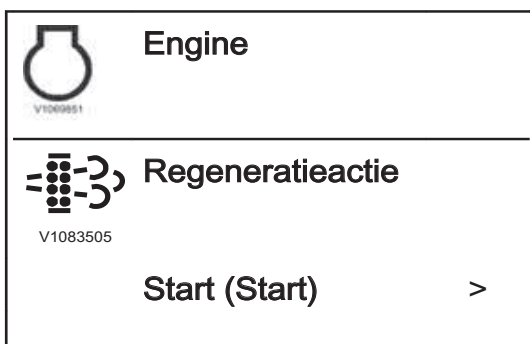 Engine
V1069851
Regeneratieactie
V1083505
Start (Start) >